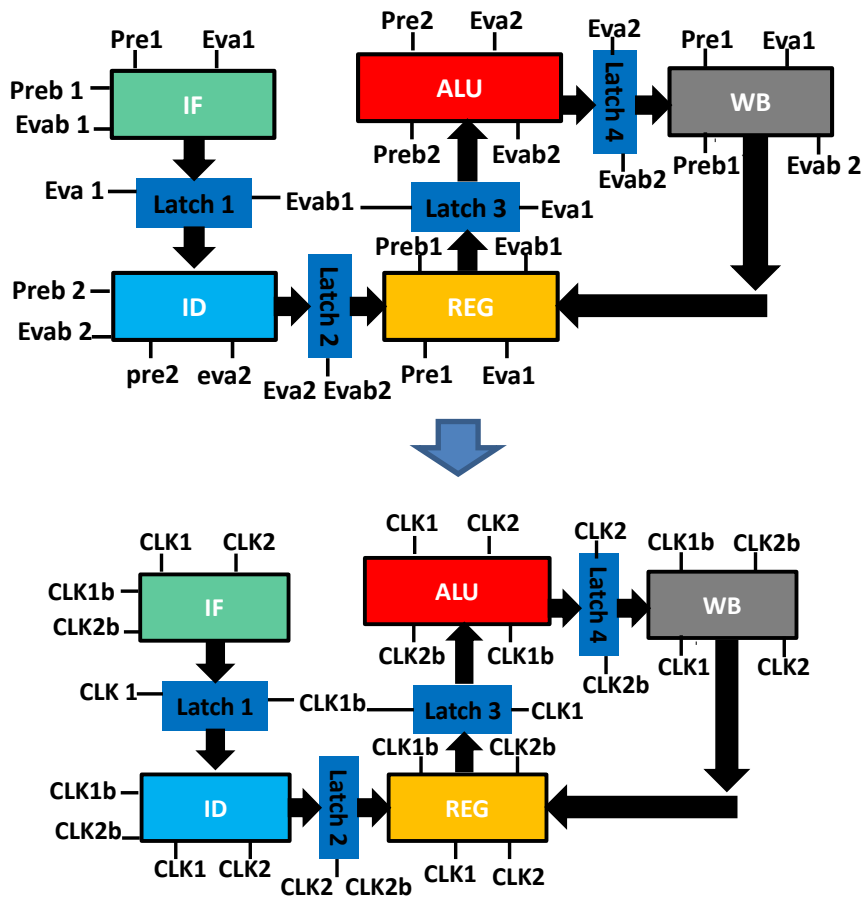 Pre1 Eva1
Preb 1
Evab 1
IF
Pre2 Eva2
ALU
Preb2 Evab2
Eva2
Latch 4
Evab2
Pre1 Eva1
WB
Preb1 Evab 2
Eva 1
Latch 1
Evab1
Latch 3
Eva1
Preb 2
Evab 2
ID
pre2 eva2
Latch 2
Eva2 Evab2
Preb1 Evab1
REG
Pre1 Eva1
CLK1 CLK2
CLK1b
CLK2b
IF
CLK1 CLK2
ALU
CLK2b CLK1b
CLK2
Latch 4
CLK2b
CLK1b CLK2b
WB
CLK1 CLK2
CLK 1
Latch 1
CLK1b
Latch 3
CLK1
CLK1b
CLK2b
ID
CLK1 CLK2
Latch 2
CLK2 CLK2b
CLK1b CLK2b
REG
CLK1 CLK2